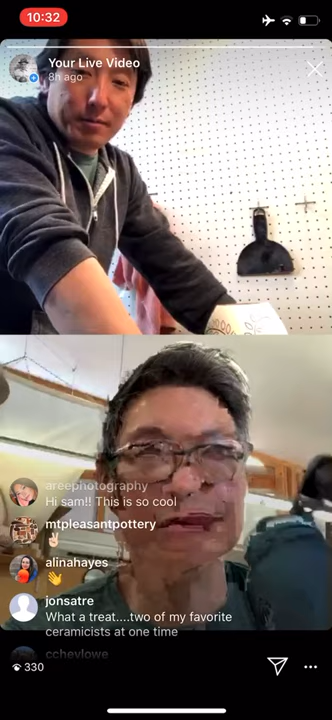 10:32
Your Live Video
8h ago
areephotography
Hi sam!! This is so cool
mtpleasantpottery
alinahayes
jonsatre
What a treat....two of my favorite
ceramicists at one time
cchevlowe
330